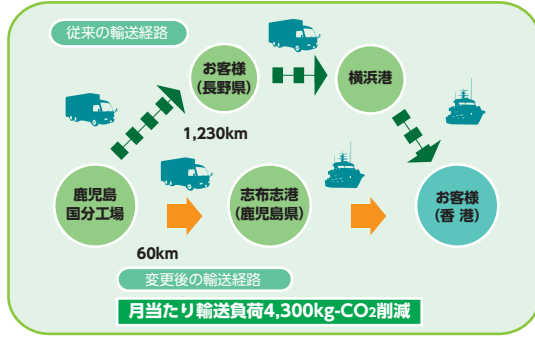 従来の輸送経路
お客様
(長野県)
横浜港
1,230km
鹿児島
国分工場
志布志港
(鹿児島県)
お客様
(香 港)
60km
変更後の輸送経路
月当たり輸送負荷4,300kg-CO2削減